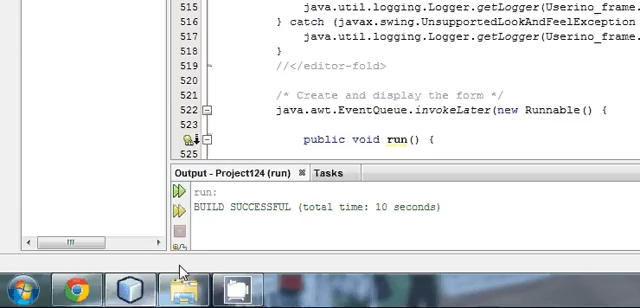 515
java.util.logging.Logger.getLogger(Userino_frame.
516
} catch (javax.swing.UnsupportedLookAndFeelException
517
java.util.logging.Logger.getLogger(Userino_frame.
518
}
519
//</editor-fold>
520
521
/* Create and display the form */
522
java.awt.EventQueue.invokeLater(new Runnable() {
523
public void run() {
525
Output - Project124 (run)
Tasks
run:
BUILD SUCCESSFUL (total time: 10 seconds)